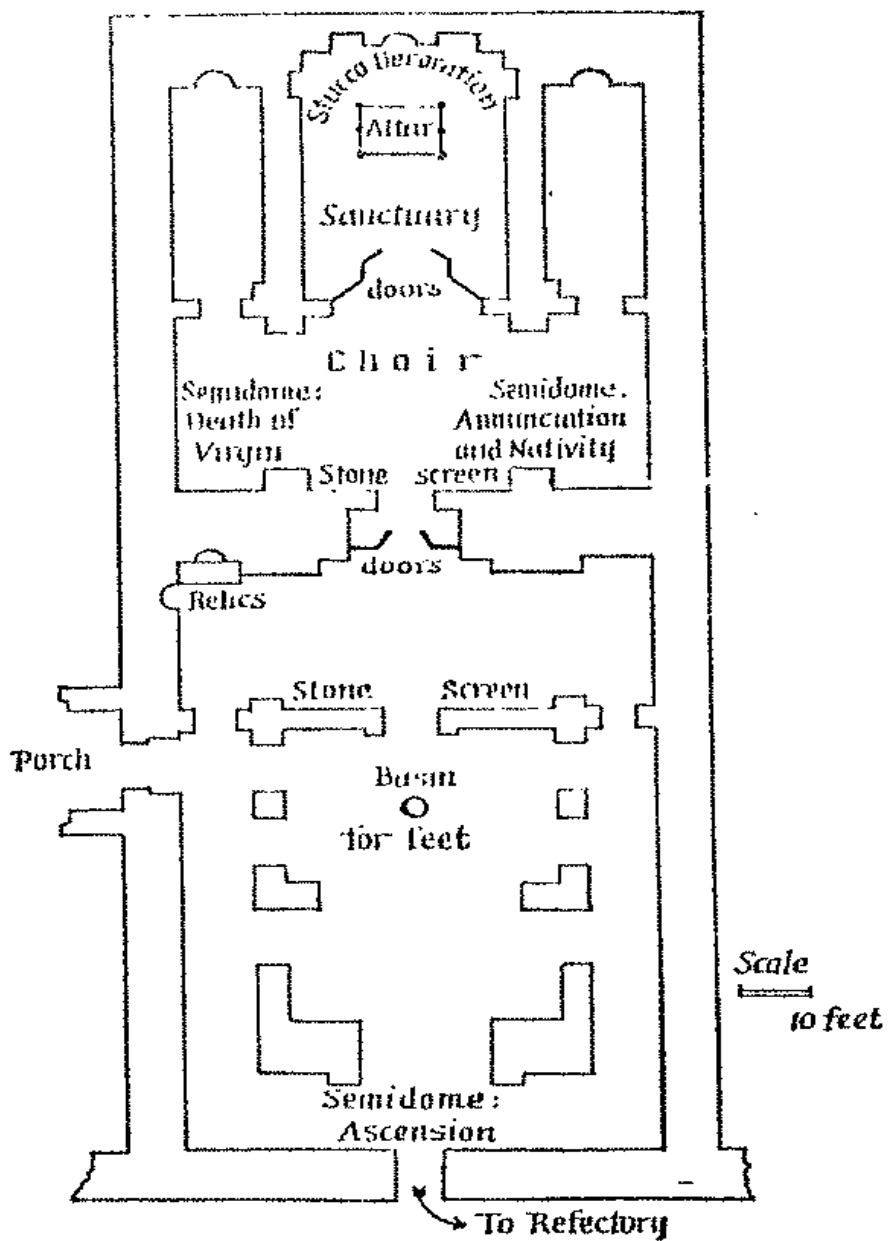 Stucco Decoration
Altar
Sanctuary
doors
Choir
Semidome:
Death of
Virgin
Semidome.
Annunciation
and Nativity
Stone screen
doors
Relics
Stone Screen
Porch
Basin
for feet
Scale
10 feet
Semidome:
Ascension
To Refectory